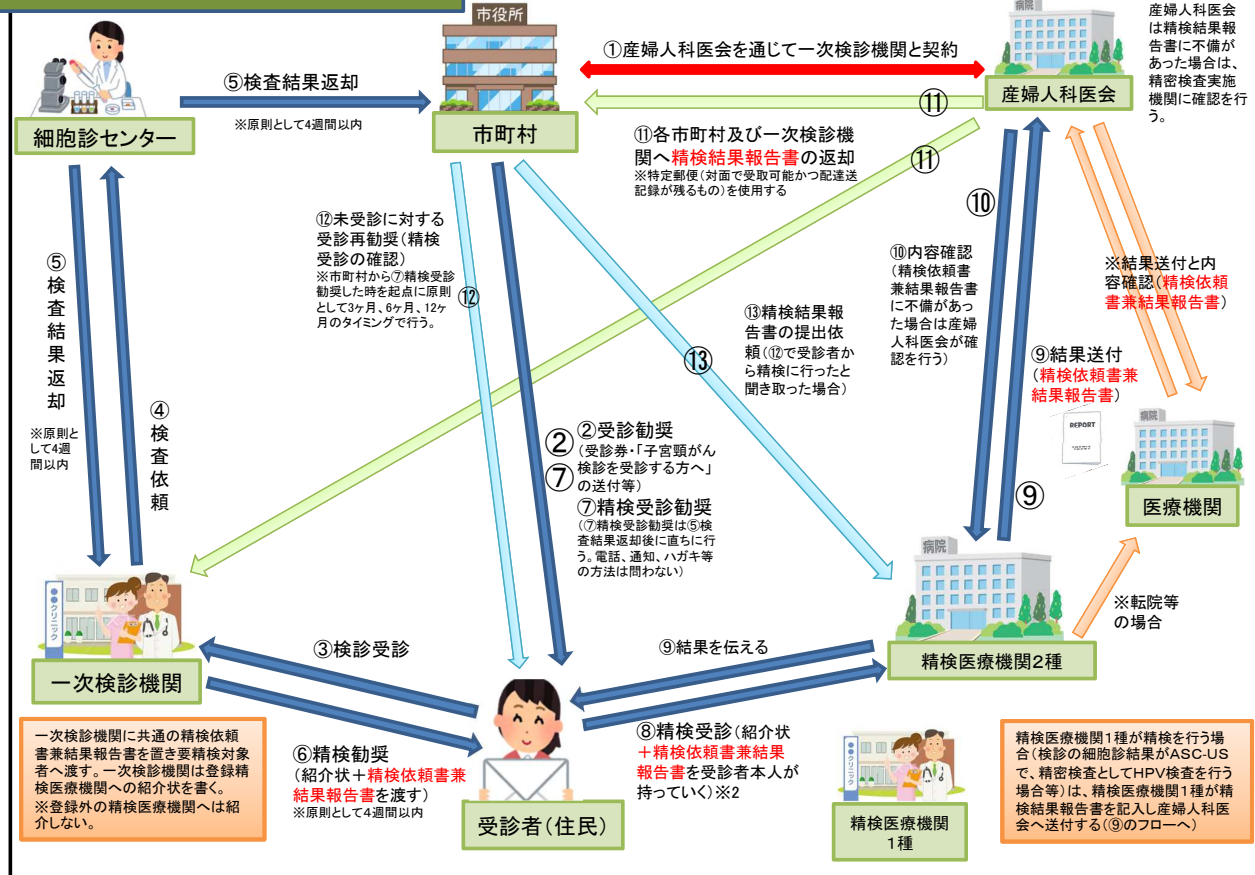 市役所
病院
産婦人科医会
は精検結果報
告書に不備が
あった場合は、
精密検査実施
機関に確認を行
う。
①産婦人科医会を通じて一次検診機関と契約
⑤検査結果返却
※原則として4週間以内
⑪
産婦人科医会
細胞診センター
市町村
⑪各市町村及び一次検診機
関へ精検結果報告書の返却
※特定郵便(対面で受取可能かつ配達送
記録が残るもの)を使用する
⑪
⑩
⑫未受診に対する
受診再勧奨(精検
受診の確認)
※市町村から⑦精検受診
勧奨した時を起点に原則
として3ヶ月、6ヶ月、12ヶ
月のタイミングで行う。
⑫
⑩内容確認
(精検依頼書
兼結果報告書
に不備があっ
た場合は産婦
人科医会が確
認を行う)
※結果送付と内
容確認(精検依頼
書兼結果報告書)
⑤検査結果返却
※原則と
して4週
間以内
④検査依頼
⑬精検結果報
告書の提出依
頼(⑫で受診者か
ら精検に行ったと
聞き取った場合)
⑬
⑨結果送付
(精検依頼書兼
結果報告書)
REPORT
病院
医療機関
②
⑦
②受診勧奨
(受診券・「子宮頸がん
検診を受診する方へ」
の送付等)
⑦精検受診勧奨
(⑦精検受診勧奨は⑤検
査結果返却後に直ちに行
う。電話、通知、ハガキ等
の方法は問わない)
⑨
病院
※転院等
の場合
●●クリニック
③検診受診
⑨結果を伝える
精検医療機関2種
一次検診機関
一次検診機関に共通の精検依頼
書兼結果報告書を置き要精検対象
者へ渡す。一次検診機関は登録精
検医療機関への紹介状を書く。
※登録外の精検医療機関へは紹
介しない。
⑥精検勧奨
(紹介状+精検依頼書兼
結果報告書を渡す)
※原則として4週間以内
受診者(住民)
⑧精検受診(紹介状
+精検依頼書兼結果
報告書を受診者本人が
持っていく)※2
●●クリニック
精検医療機関
1種
精検医療機関1種が精検を行う場
合(検診の細胞診結果がASC-US
で、精密検査としてHPV検査を行う
場合等)は、精検医療機関1種が精
検結果報告書を記入し産婦人科医
会へ送付する(⑨のフローへ)